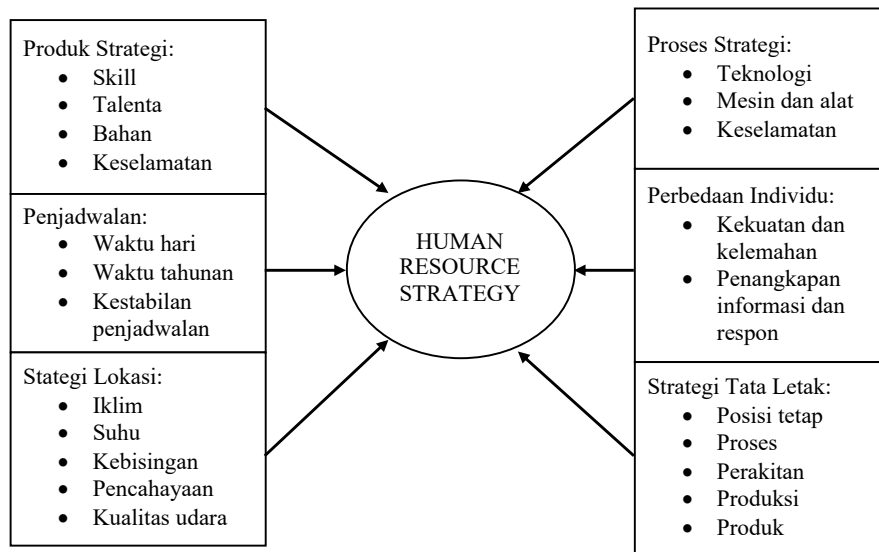 Produk Strategi:
• Skill
• Talenta
• Bahan
• Keselamatan
Penjadwalan:
• Waktu hari
• Waktu tahunan
• Kestabilan
penjadwalan
Stategi Lokasi:
• Iklim
• Suhu
• Kebisingan
• Pencahayaan
• Kualitas udara
HUMAN
RESOURCE
STRATEGY
Proses Strategi:
• Teknologi
• Mesin dan alat
• Keselamatan
Perbedaan Individu:
• Kekuatan dan
kelemahan
• Penangkapan
informasi dan
respon
Strategi Tata Letak:
• Posisi tetap
• Proses
• Perakitan
• Produksi
• Produk